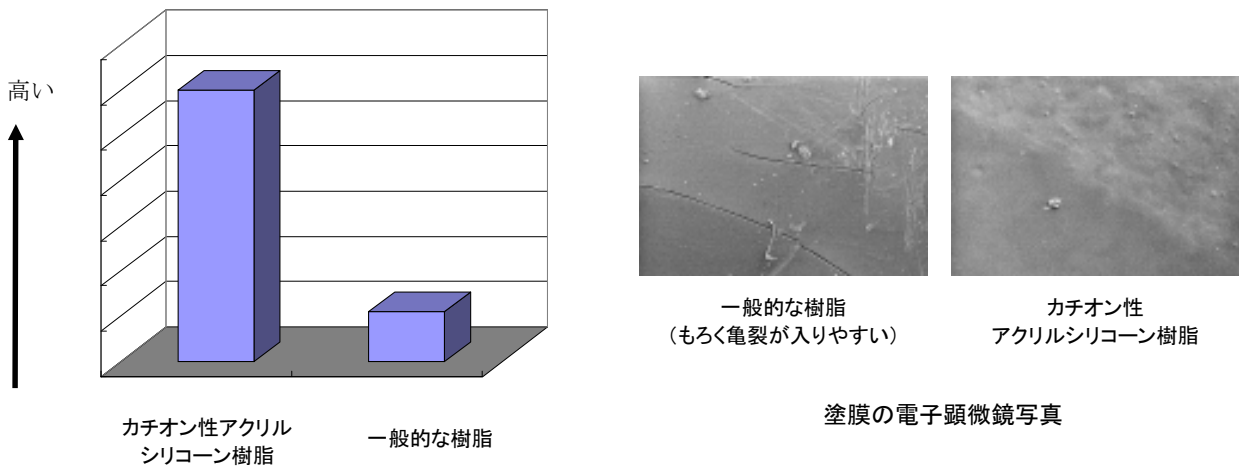 高い
カチオン性アクリル
シリコーン樹脂
一般的な樹脂
一般的な樹脂
（もろく亀裂が入りやすい）
カチオン性
アクリルシリコーン樹脂
塗膜の電子顕微鏡写真